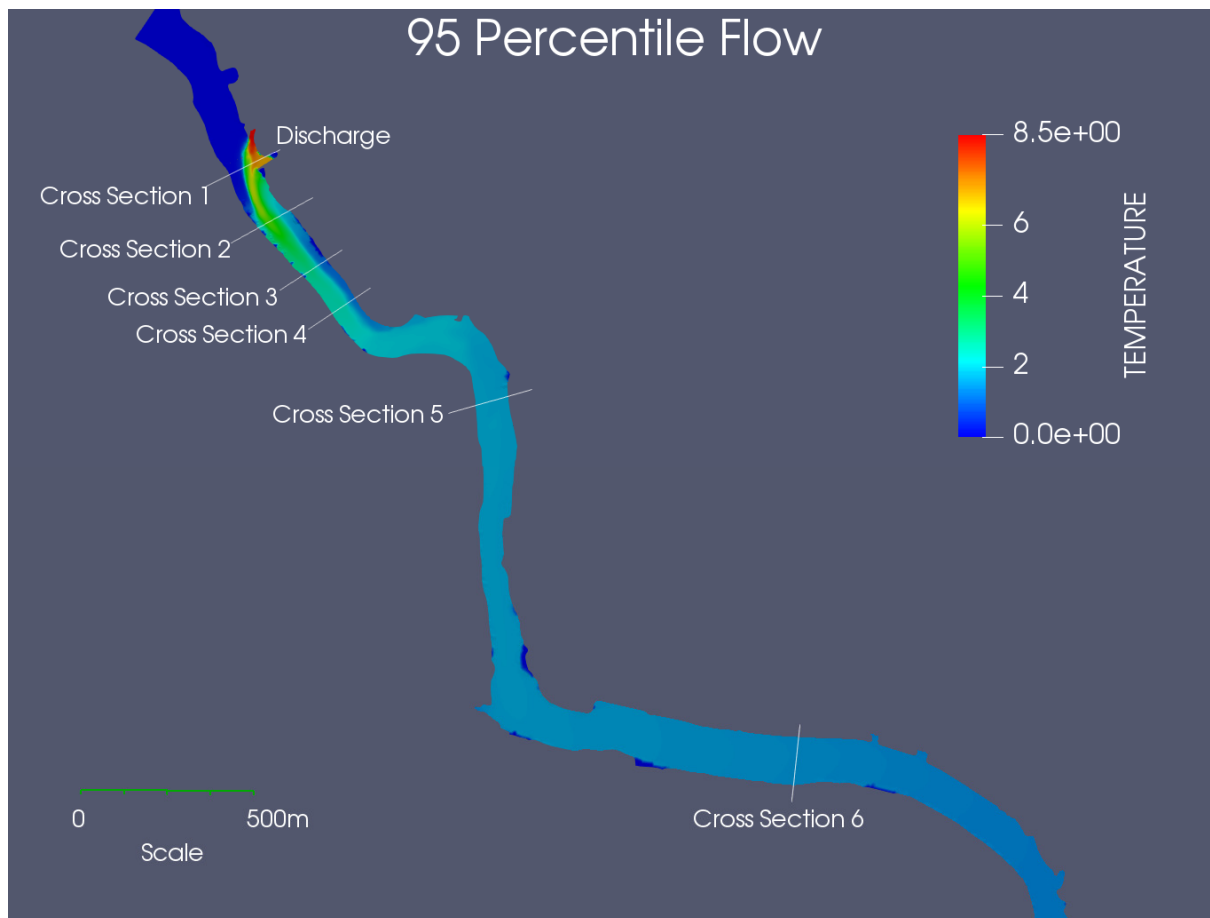 95 Percentile Flow
Discharge
Cross Section 1
Cross Section 2
Cross Section 3
Cross Section 4
Cross Section 5
Cross Section 6
8.5e+00
6
4
2
0.0e+00
TEMPERATURE
0 500m
Scale